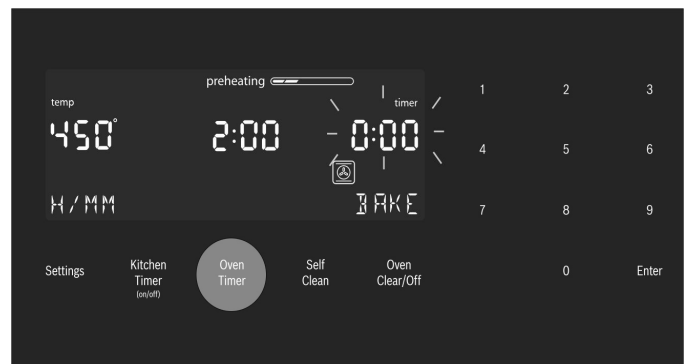 preheating
temp
timer
450°
2:00
0:00
H/MM
BAKE
Settings
Kitchen
Timer
(on/off)
Oven
Timer
Self
Clean
Oven
Clear/Off
1 2 3
4 5 6
7 8 9
0 Enter